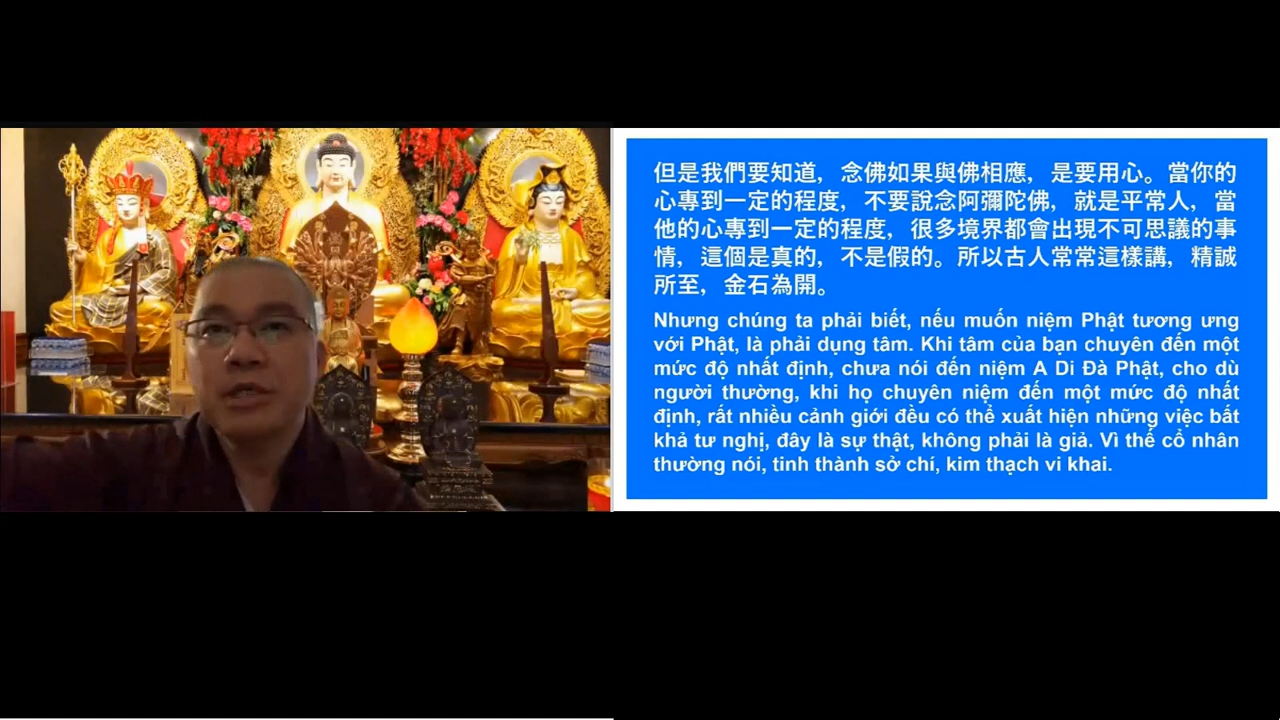 但是我們要知道，念佛如果與佛相應，是要用心。當你的
心專到一定的程度，不要說念阿彌陀佛，就是平常人，當
他的心專到一定的程度，很多境界都會出現不可思議的事
情，這個是真的，不是假的。所以古人常常這樣講，精誠
所至，金石為開。
Nhưng chúng ta phải biết, nếu muốn niệm Phật tương ưng
với Phật, là phải dụng tâm. Khi tâm của bạn chuyên đến một
mức độ nhất định, chưa nói đến niệm A Di Đà Phật, cho dù
người thường, khi họ chuyên niệm đến một mức độ nhất
định, rất nhiều cảnh giới đều có thể xuất hiện những việc bất
khả tư nghị, đây là sự thật, không phải là giả. Vì thế cổ nhân
thường nói, tinh thành sở chí, kim thạch vi khai.